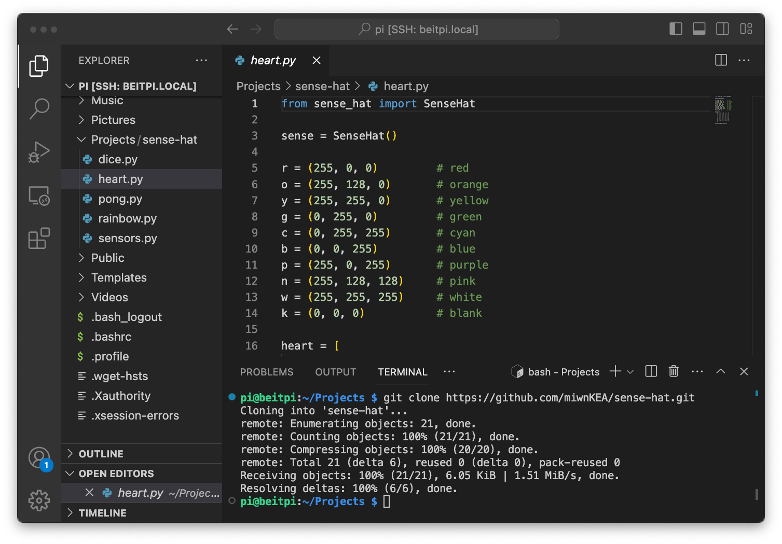 pi [SSH: beitpi.local]
EXPLORER
PI [SSH: BEITPI.LOCAL]
Music
Pictures
Projects/sense-hat
dice.py
heart.py
pong.py
rainbow.py
sensors.py
Public
Templates
Videos
$ .bash_logout
$ .bashrc
$ .profile
.wget-hsts
.Xauthority
.xsession-errors
OUTLINE
OPEN EDITORS
heart.py ~/Projec...
TIMELINE
1
heart.py
Projects > sense-hat > heart.py
1 from sense_hat import SenseHat
2
3 sense = SenseHat()
4
5 r = (255, 0, 0) # red
6 o = (255, 128, 0) # orange
7 y = (255, 255, 0) # yellow
8 g = (0, 255, 0) # green
9 c = (0, 255, 255) # cyan
10 b = (0, 0, 255) # blue
11 p = (255, 0, 255) # purple
12 n = (255, 128, 128) # pink
13 w = (255, 255, 255) # white
14 k = (0, 0, 0) # blank
15
16 heart = [
PROBLEMS OUTPUT TERMINAL ... bash - Projects
pi@beitpi:~/Projects $ git clone https://github.com/miwnKEA/sense-hat.git
Cloning into 'sense-hat'...
remote: Enumerating objects: 21, done.
remote: Counting objects: 100% (21/21), done.
remote: Compressing objects: 100% (20/20), done.
remote: Total 21 (delta 6), reused 0 (delta 0), pack-reused 0
Receiving objects: 100% (21/21), 6.05 KiB | 1.51 MiB/s, done.
Resolving deltas: 100% (6/6), done.
pi@beitpi:~/Projects $